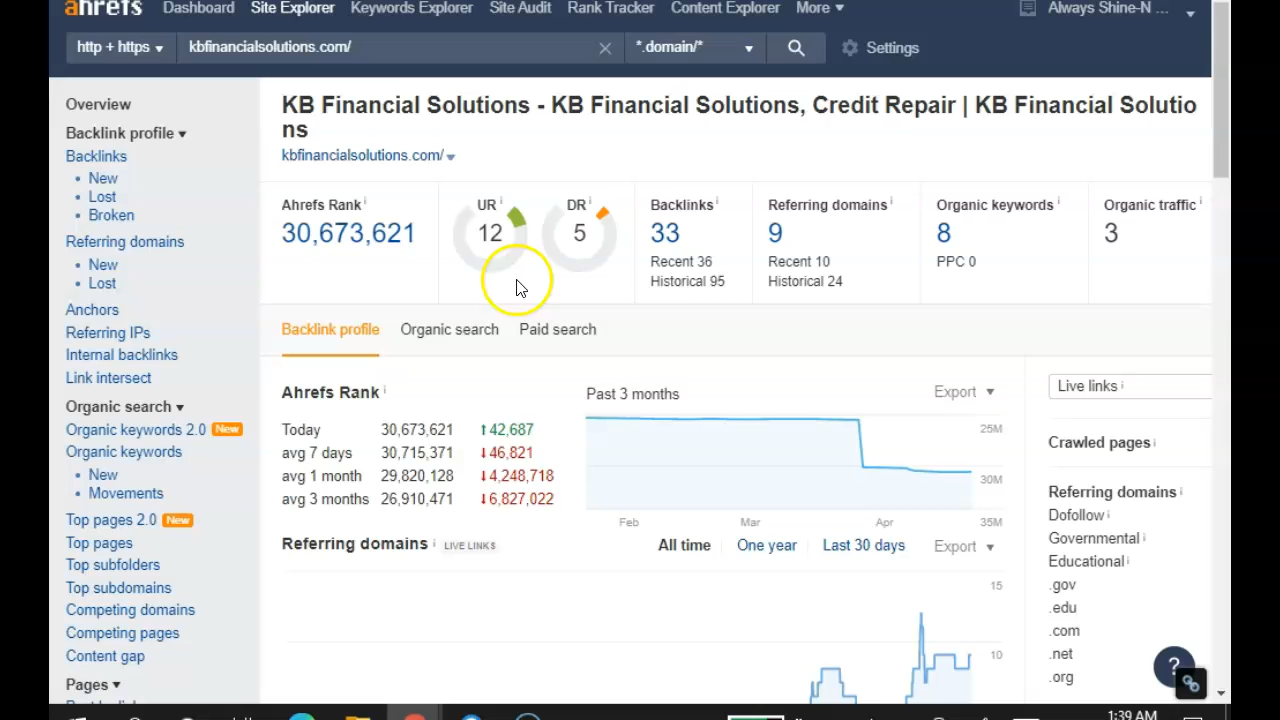 ahrefs Dashboard Site Explorer Keywords Explorer Site Audit Rank Tracker Content Explorer More Always Shine-N ...
http + https kbfinancialsolutions.com/ *.domain/* Settings
Overview
Backlink profile
Backlinks
New
Lost
Broken
Referring domains
New
Lost
Anchors
Referring IPs
Internal backlinks
Link intersect
Organic search
Organic keywords 2.0 New
Organic keywords
New
Movements
Top pages 2.0 New
Top pages
Top subfolders
Top subdomains
Competing domains
Competing pages
Content gap
Pages
KB Financial Solutions - KB Financial Solutions, Credit Repair | KB Financial Solutio
ns
kbfinancialsolutions.com/
Ahrefs Rank UR DR Backlinks Referring domains Organic keywords Organic traffic
30,673,621 12 5 33 9 8 3
Recent 36 Recent 10 PPC 0
Historical 95 Historical 24
Backlink profile Organic search Paid search
Ahrefs Rank Past 3 months Export
Today 30,673,621 ↑42,687
avg 7 days 30,715,371 ↓46,821
avg 1 month 29,820,128 ↓4,248,718
avg 3 months 26,910,471 ↓6,827,022
25M
30M
35M
Feb Mar Apr
Referring domains LIVE LINKS All time One year Last 30 days Export
15
10
Live links
Crawled pages
Referring domains
Dofollow
Governmental
Educational
.gov
.edu
.com
.net
.org
?
1:39 AM